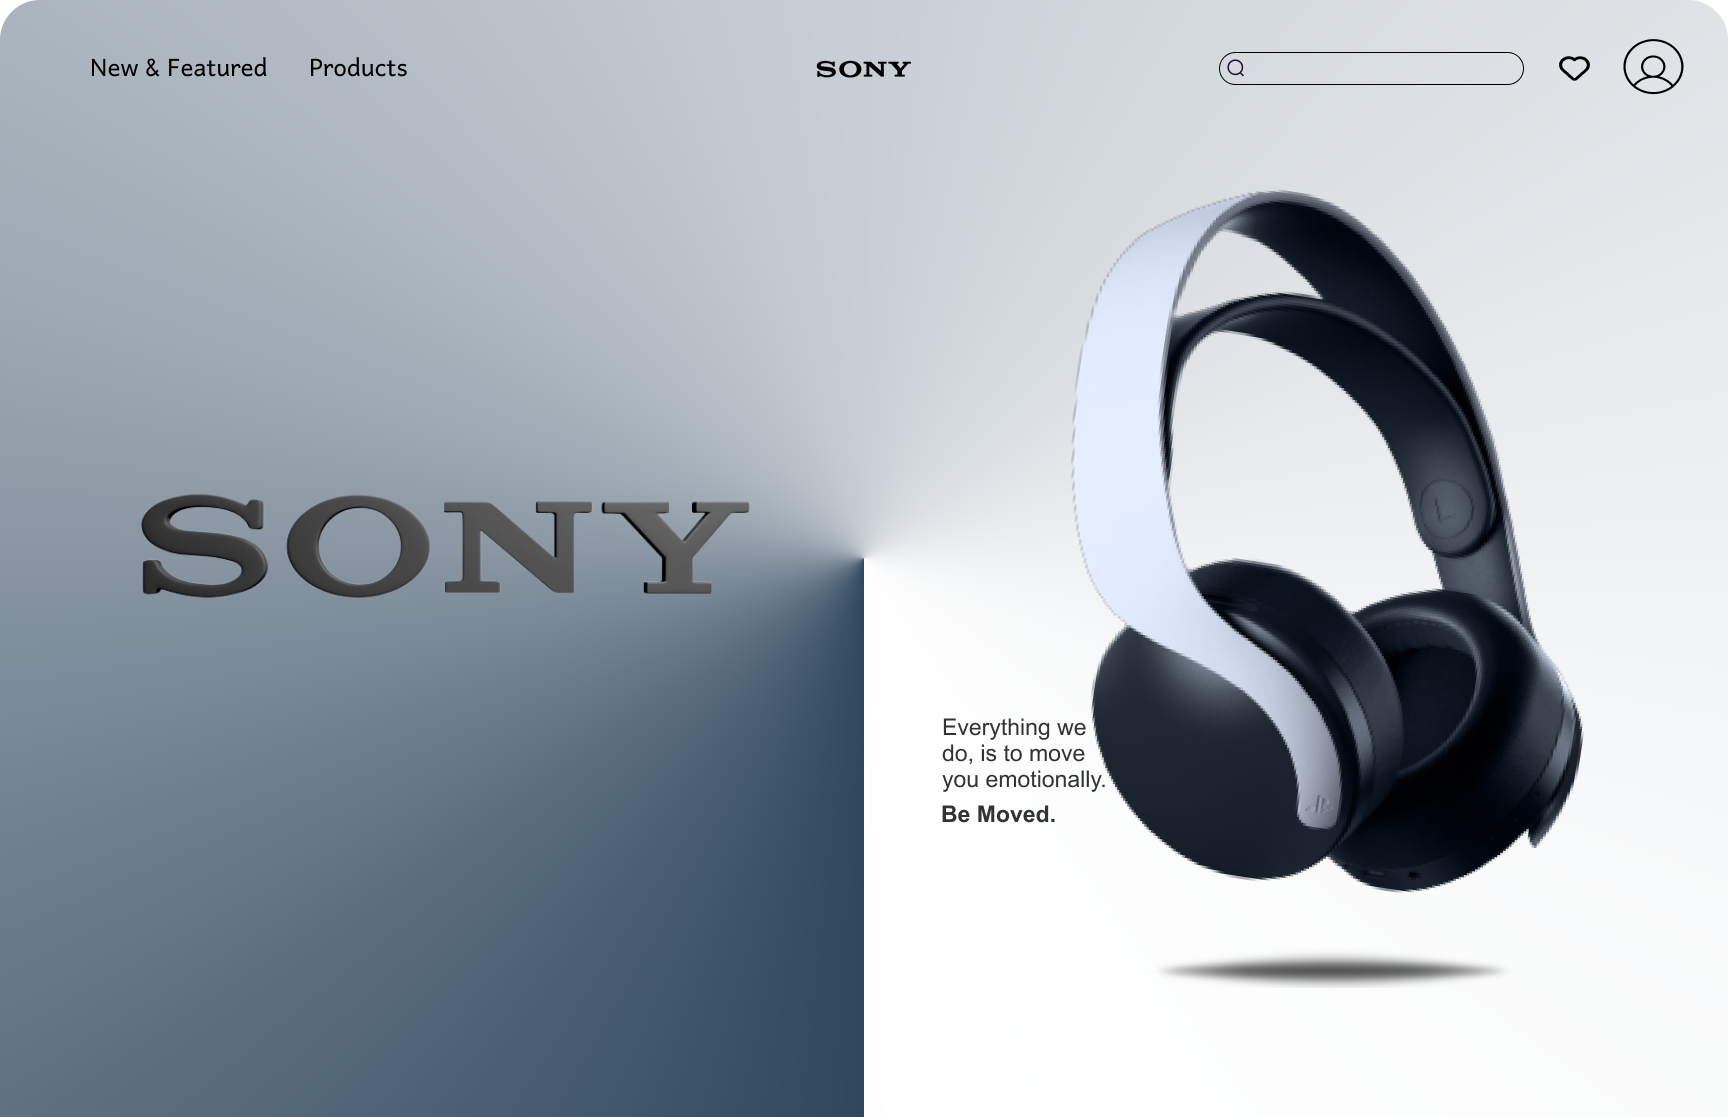 New & Featured
Products
SONY
SONY
L
Everything we
do, is to move
you emotionally.
Be Moved.